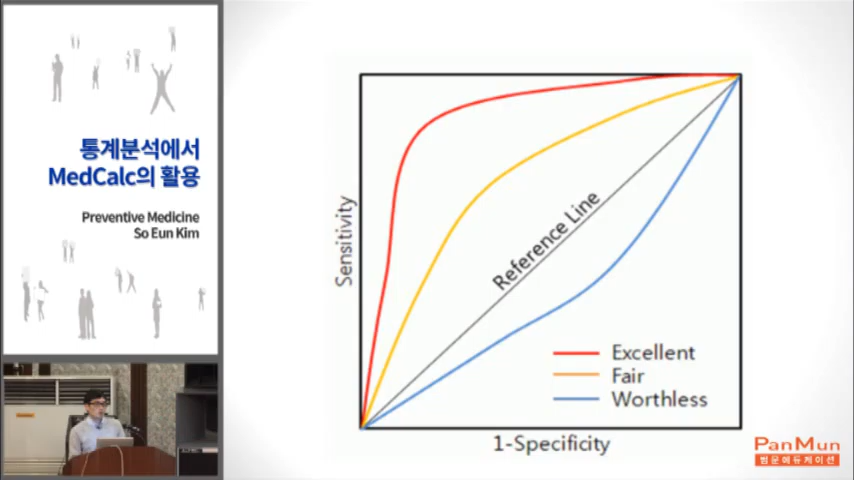 통계분석에서
MedCalc의 활용
Preventive Medicine
So Eun Kim
Sensitivity
Reference Line
Excellent
Fair
Worthless
1-Specificity
PanMun
범문에듀케이션